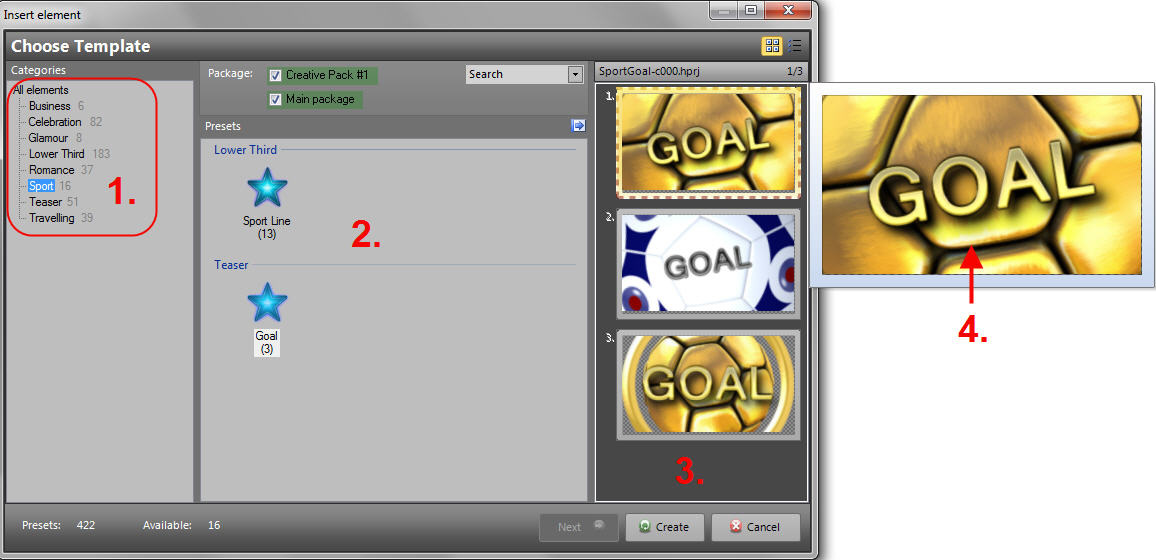 Insert element
Choose Template
Categories
All elements
Business 6
Celebration 82
Glamour 8
Lower Third 183
Romance 37
Sport 16
Teaser 51
Travelling 39
1.
Package:
Creative Pack #1
Main package
Search
Presets
Lower Third
Sport Line
(13)
2.
Teaser
Goal
(3)
SportGoal-c000.hprj 1/3
1.
GOAL
2.
GOAL
3.
GOAL
3.
GOAL
4.
Presets: 422 Available: 16
Next
Create
Cancel